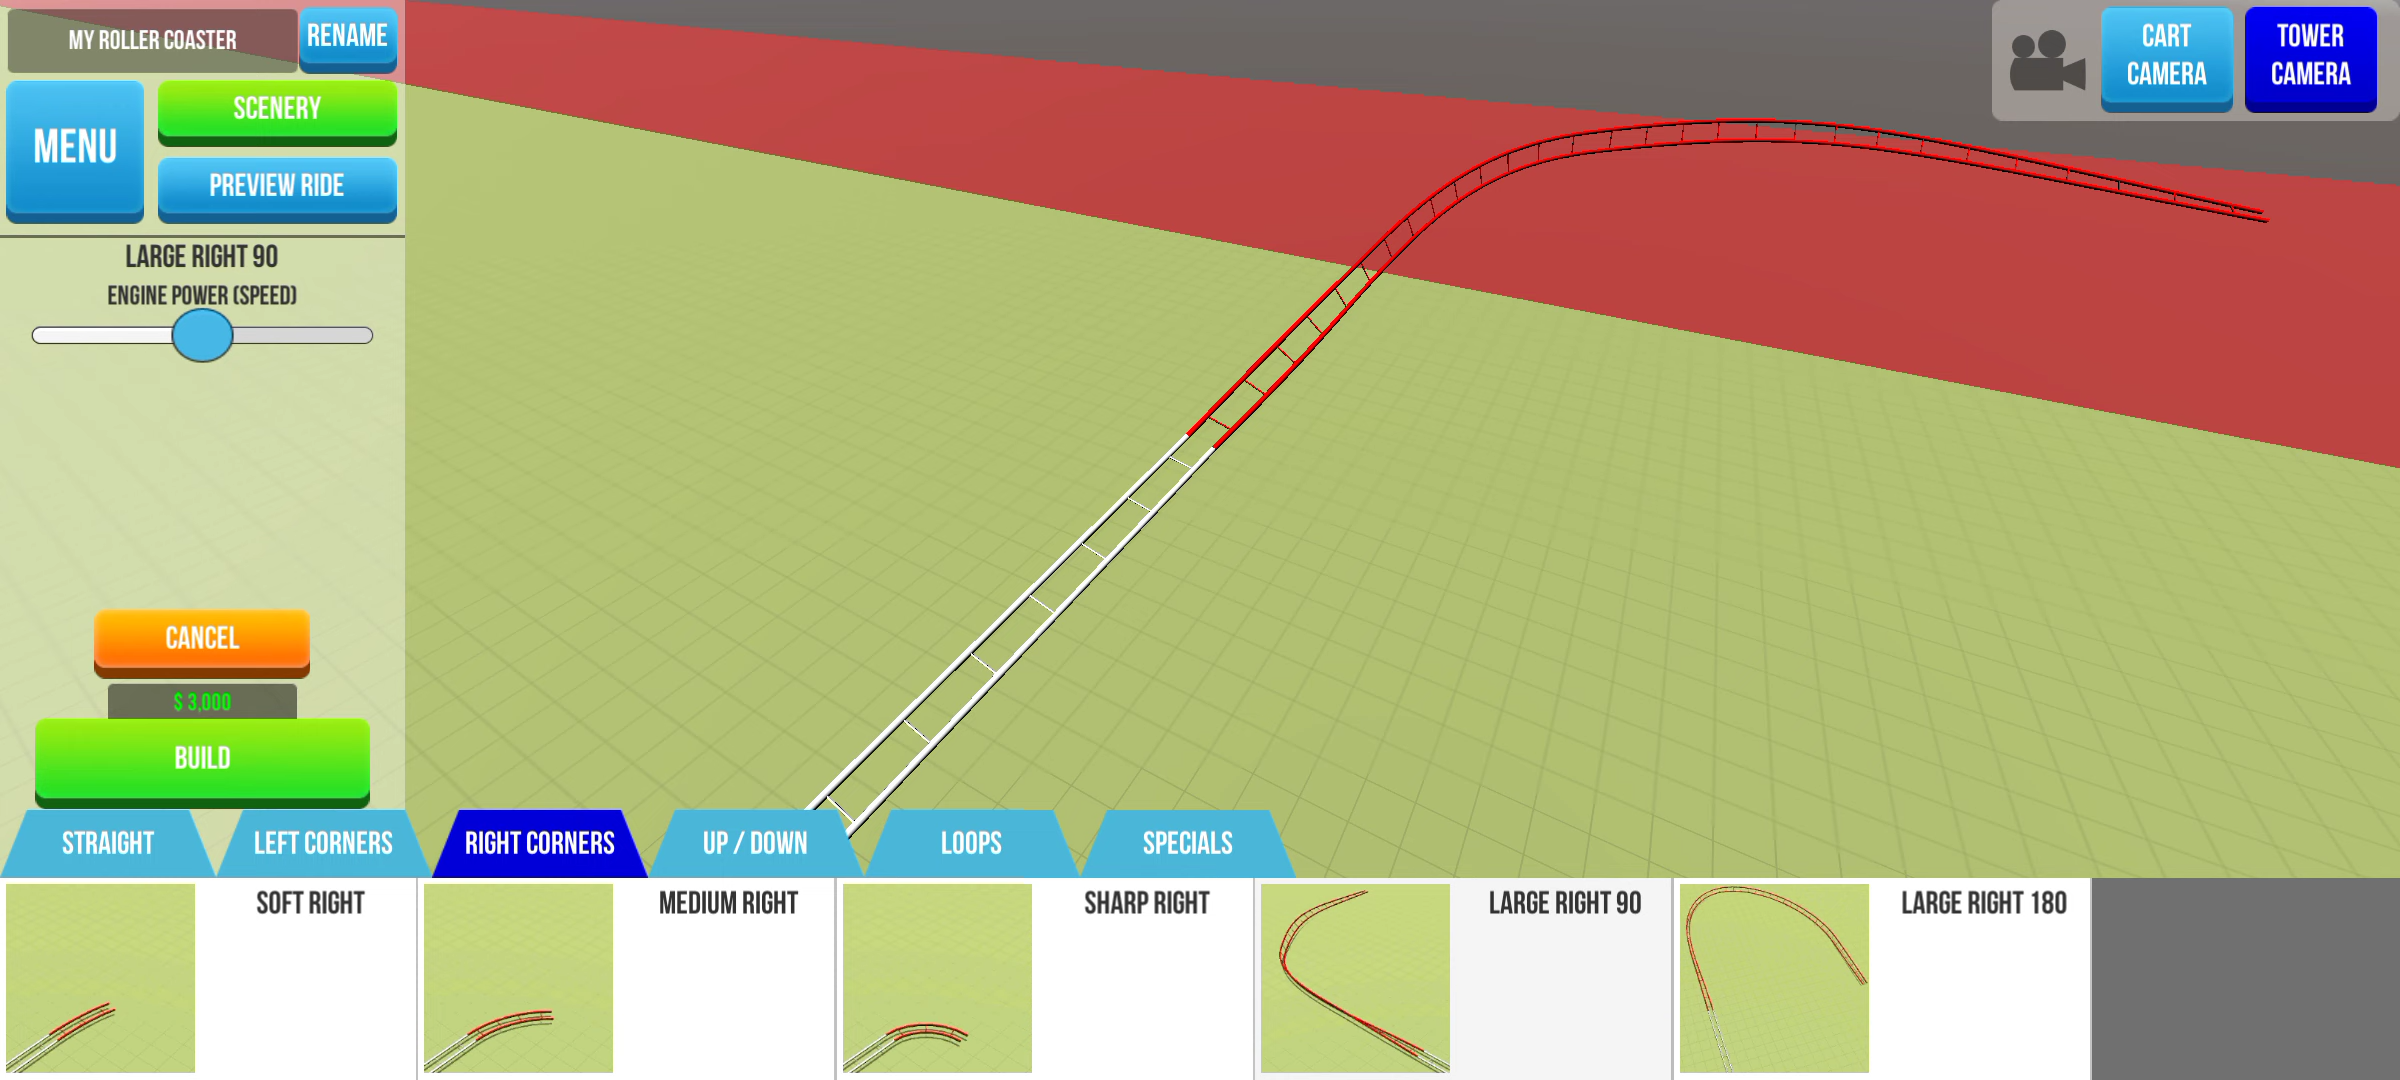 MY ROLLER COASTER
RENAME
MENU
SCENERY
PREVIEW RIDE
CART
CAMERA
TOWER
CAMERA
LARGE RIGHT 90
ENGINE POWER (SPEED)
CANCEL
$ 3,000
BUILD
STRAIGHT
LEFT CORNERS
RIGHT CORNERS
UP / DOWN
LOOPS
SPECIALS
SOFT RIGHT
MEDIUM RIGHT
SHARP RIGHT
LARGE RIGHT 90
LARGE RIGHT 180